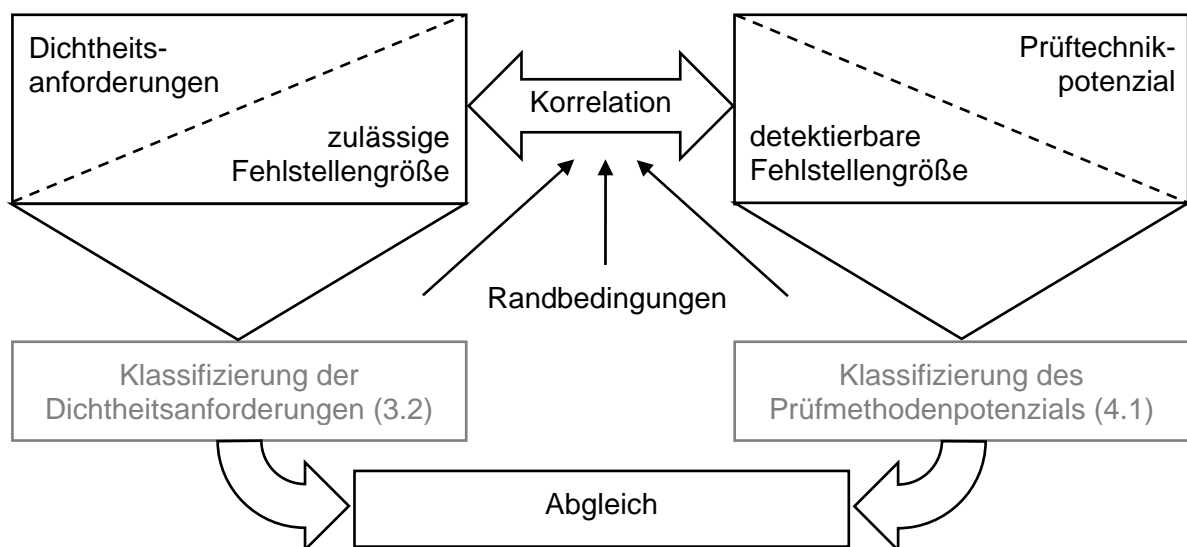 Dichtheits-
anforderungen
zulässige
Fehlstellengröße
Korrelation
Prüftechnik-
potenzial
detektierbare
Fehlstellengröße
Randbedingungen
Klassifizierung der
Dichtheitsanforderungen (3.2)
Klassifizierung des
Prüfmethodenpotenzials (4.1)
Abgleich